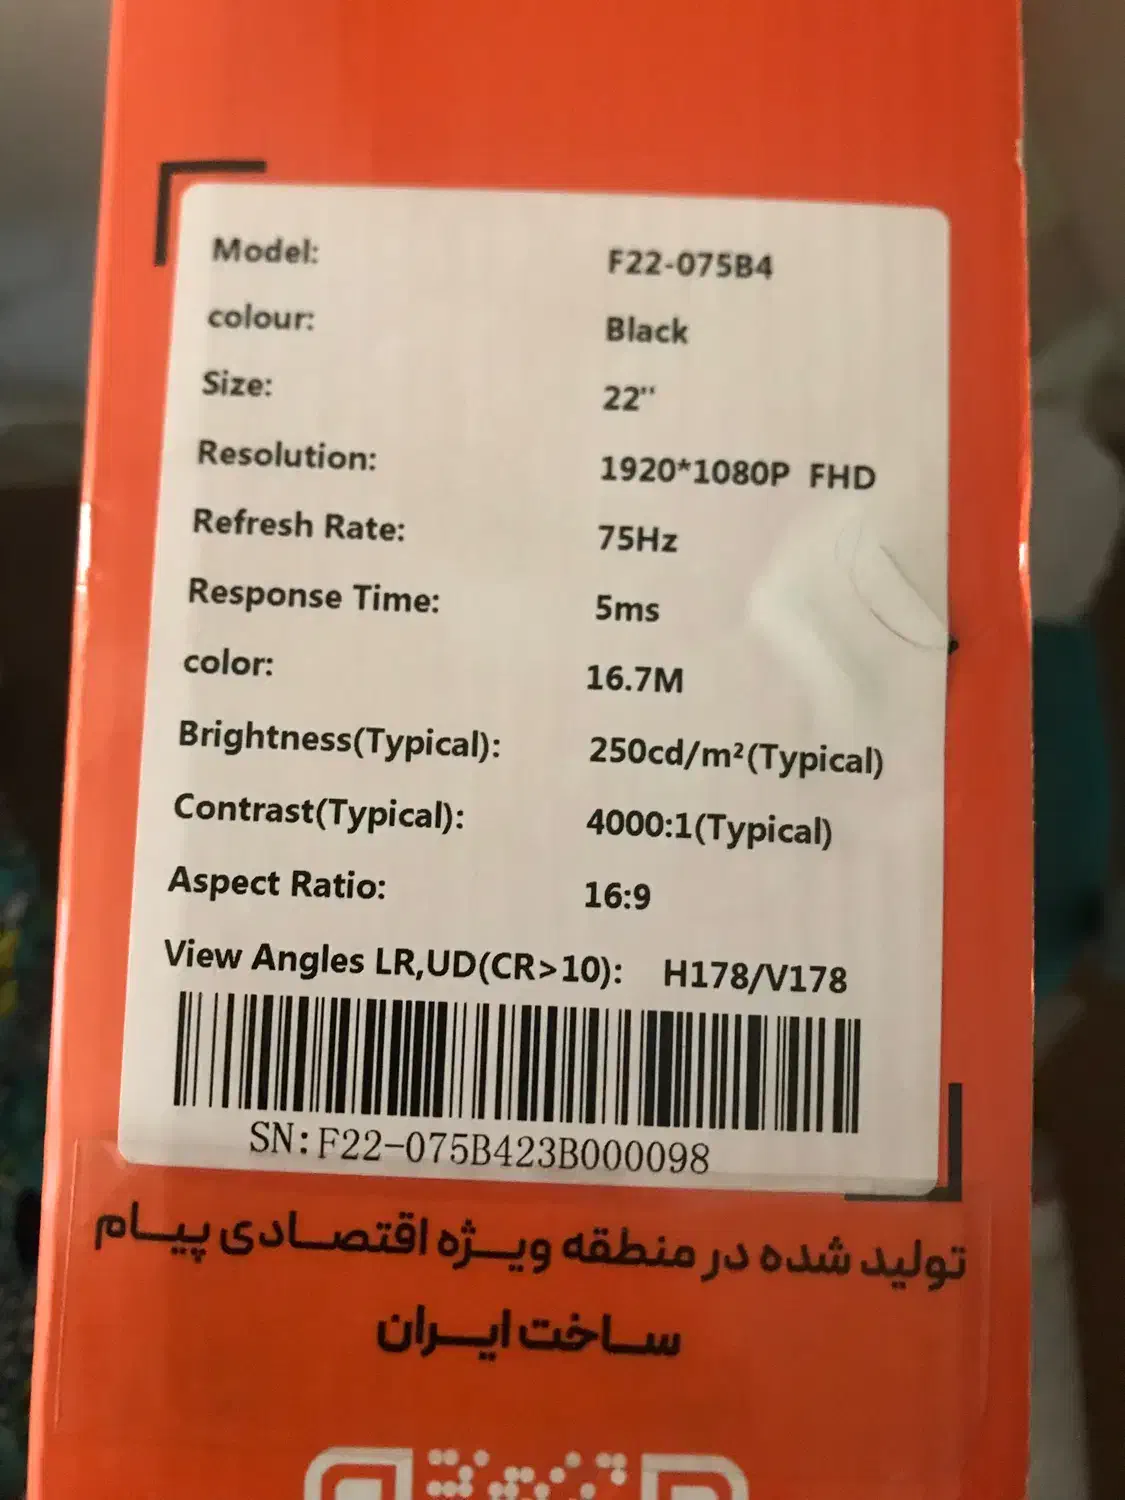 Model: F22-075B4
colour: Black
Size: 22"
Resolution: 1920*1080P FHD
Refresh Rate: 75Hz
Response Time: 5ms
color: 16.7M
Brightness(Typical): 250cd/m²(Typical)
Contrast(Typical): 4000:1(Typical)
Aspect Ratio: 16:9
View Angles LR,UD(CR>10): H178/V178
SN:F22-075B423B000098
تولید شده در منطقه ویژه اقتصادی پیام
ساخت ایران